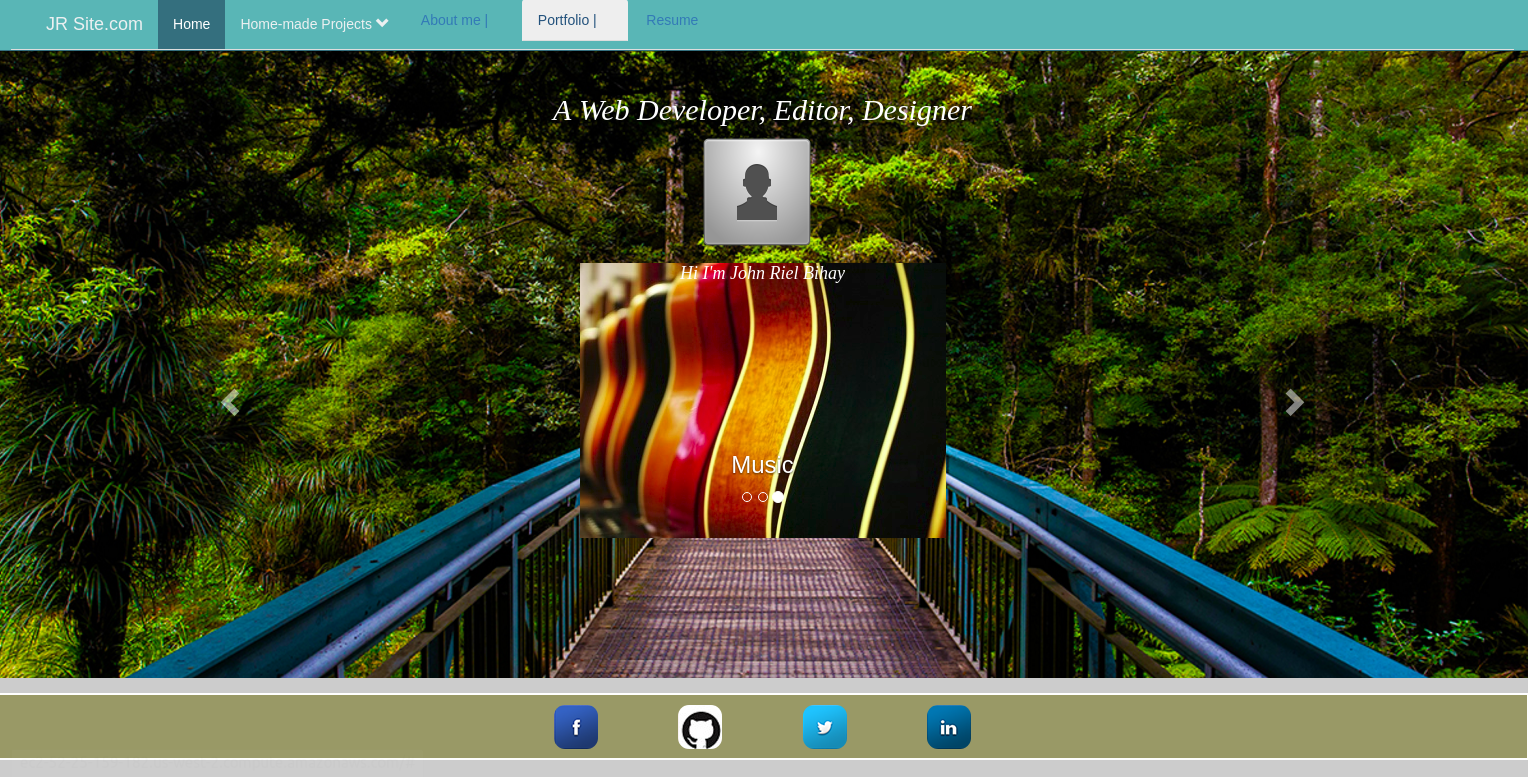 JR Site.com Home Home-made Projects About me | Portfolio | Resume
A Web Developer, Editor, Designer
Hi I'm John Riel Bihay
Music